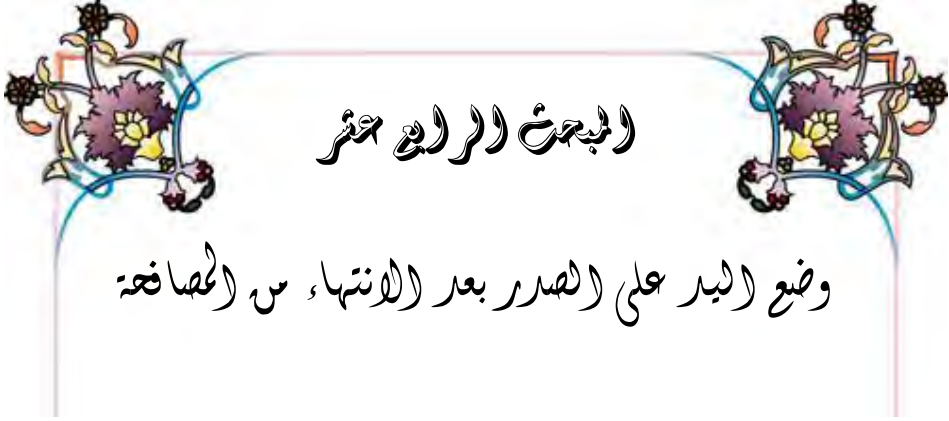 المبحث الرابع عشر
وضع اليد على الصدر بعد الانتهاء من المصافحة